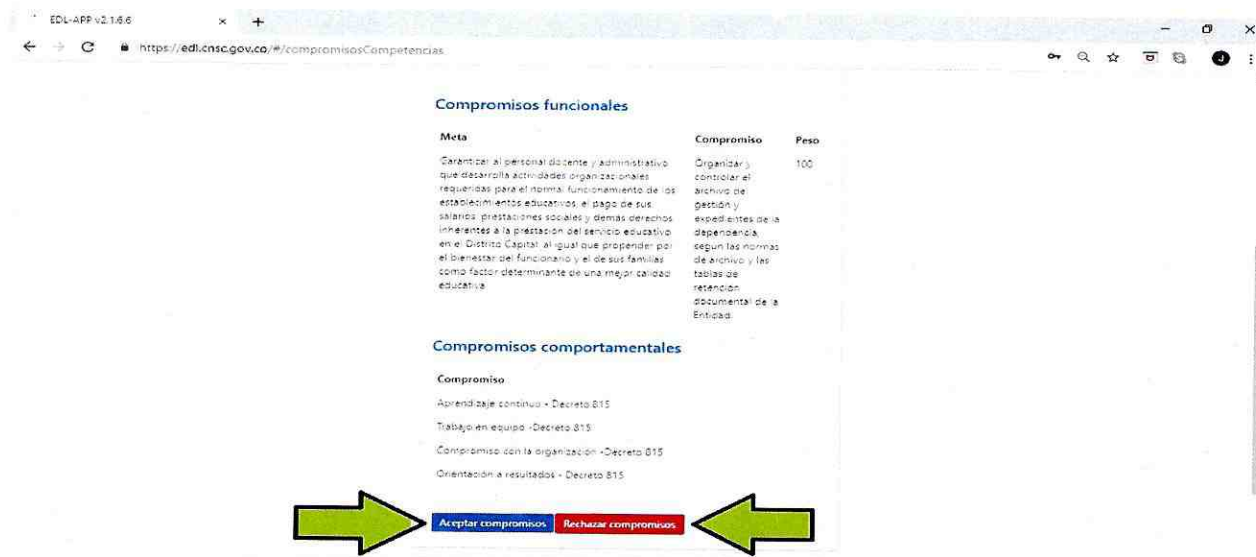 EDL-APP v2.1.6.6
https://edl.cnsc.gov.co/#/compromisosCompetencias
Compromisos funcionales
Meta
Compromiso
Peso
Garantizar al personal docente y administrativo
que desarrolla actividades organizacionales
requeridas para el normal funcionamiento de los
establecimientos educativos, el pago de sus
salarios, prestaciones sociales y demas derechos
inherentes a la prestación del servicio educativo
en el Distrito Capital, al igual que propender por
el bienestar del funcionario y el de sus familias
como factor determinante de una mejor calidad
educativa
Organizar y
controlar el
archivo de
gestión y
expedientes de la
dependencia,
segun las normas
de archivo y las
tablas de
retención
documental de la
Entidad.
100
Compromisos comportamentales
Compromiso
Aprendizaje continuo - Decreto 815
Trabajo en equipo -Decreto 815
Compromiso con la organización -Decreto 815
Orientación a resultados - Decreto 815
Aceptar compromisos
Rechazar compromisos